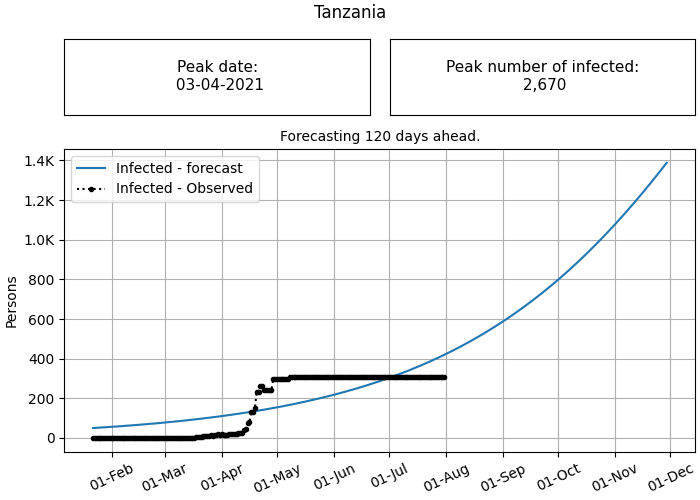 Tanzania
Peak date:
03-04-2021
Peak number of infected:
2,670
Forecasting 120 days ahead.
Infected - forecast
Infected - Observed
Persons
1.4K
1.2K
1.0K
800
600
400
200
0
01-Feb
01-Mar
01-Apr
01-May
01-Jun
01-Jul
01-Aug
01-Sep
01-Oct
01-Nov
01-Dec